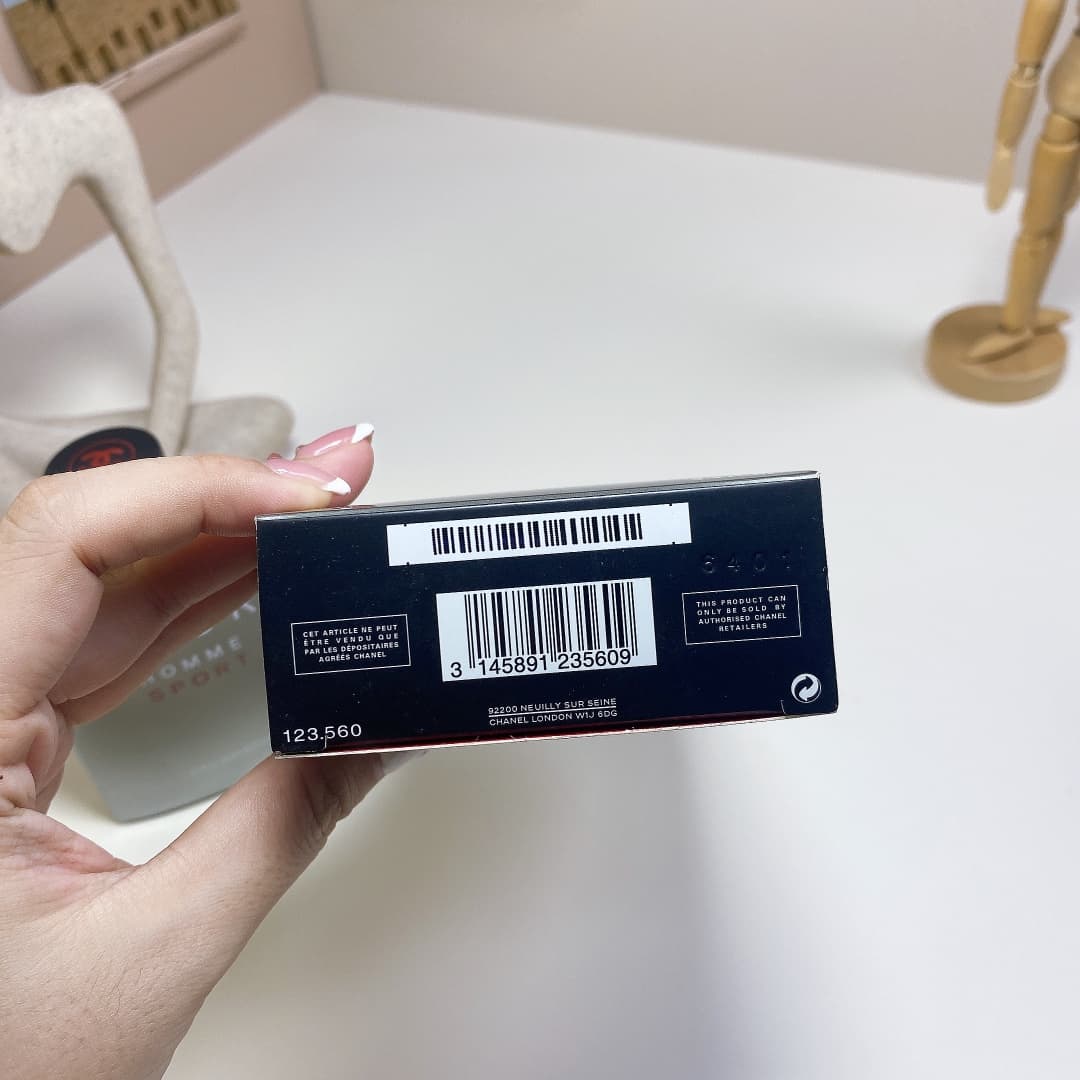 6401
CET ARTICLE NE PEUT
ÊTRE VENDU QUE
PAR LES DÉPOSITAIRES
AGRÉÉS CHANEL
THIS PRODUCT CAN
ONLY BE SOLD BY
AUTHORISED CHANEL
RETAILERS
3 145891 235609
92200 NEUILLY SUR SEINE
CHANEL LONDON W1J 6DG
123.560
HOMME
SPORT